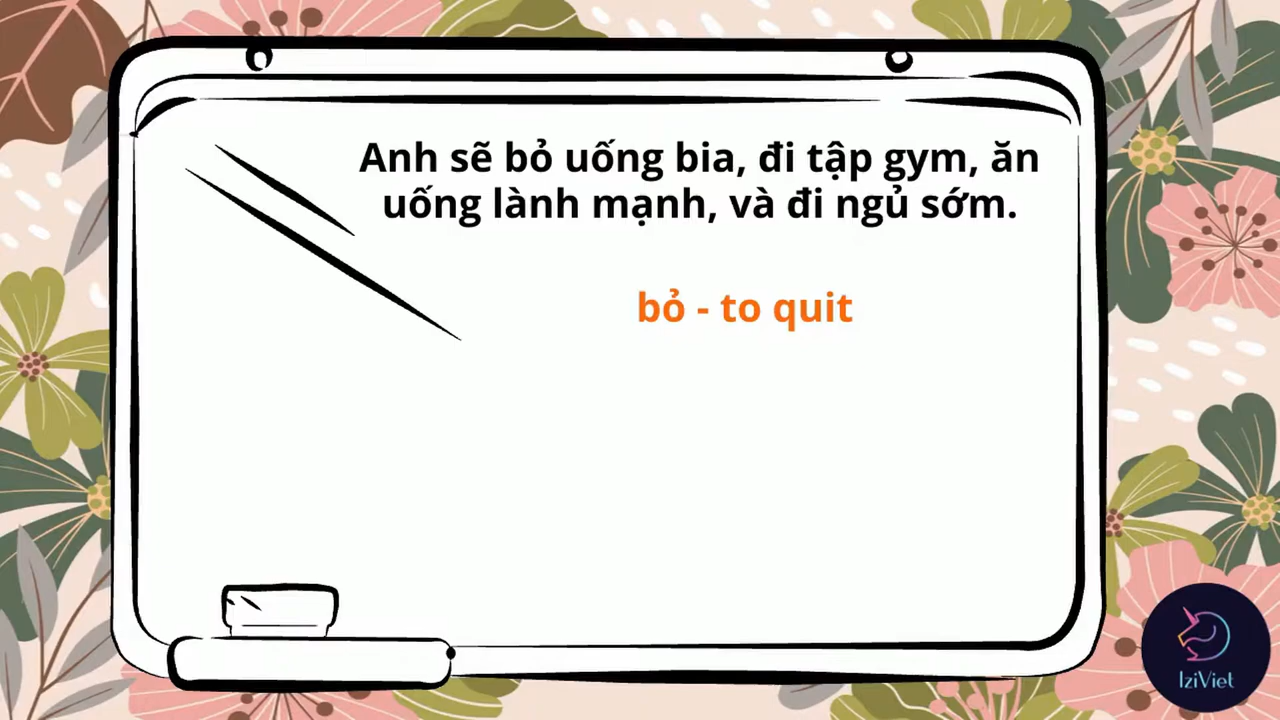 Anh sẽ bỏ uống bia, đi tập gym, ăn
uống lành mạnh, và đi ngủ sớm.
bỏ - to quit
IziViet